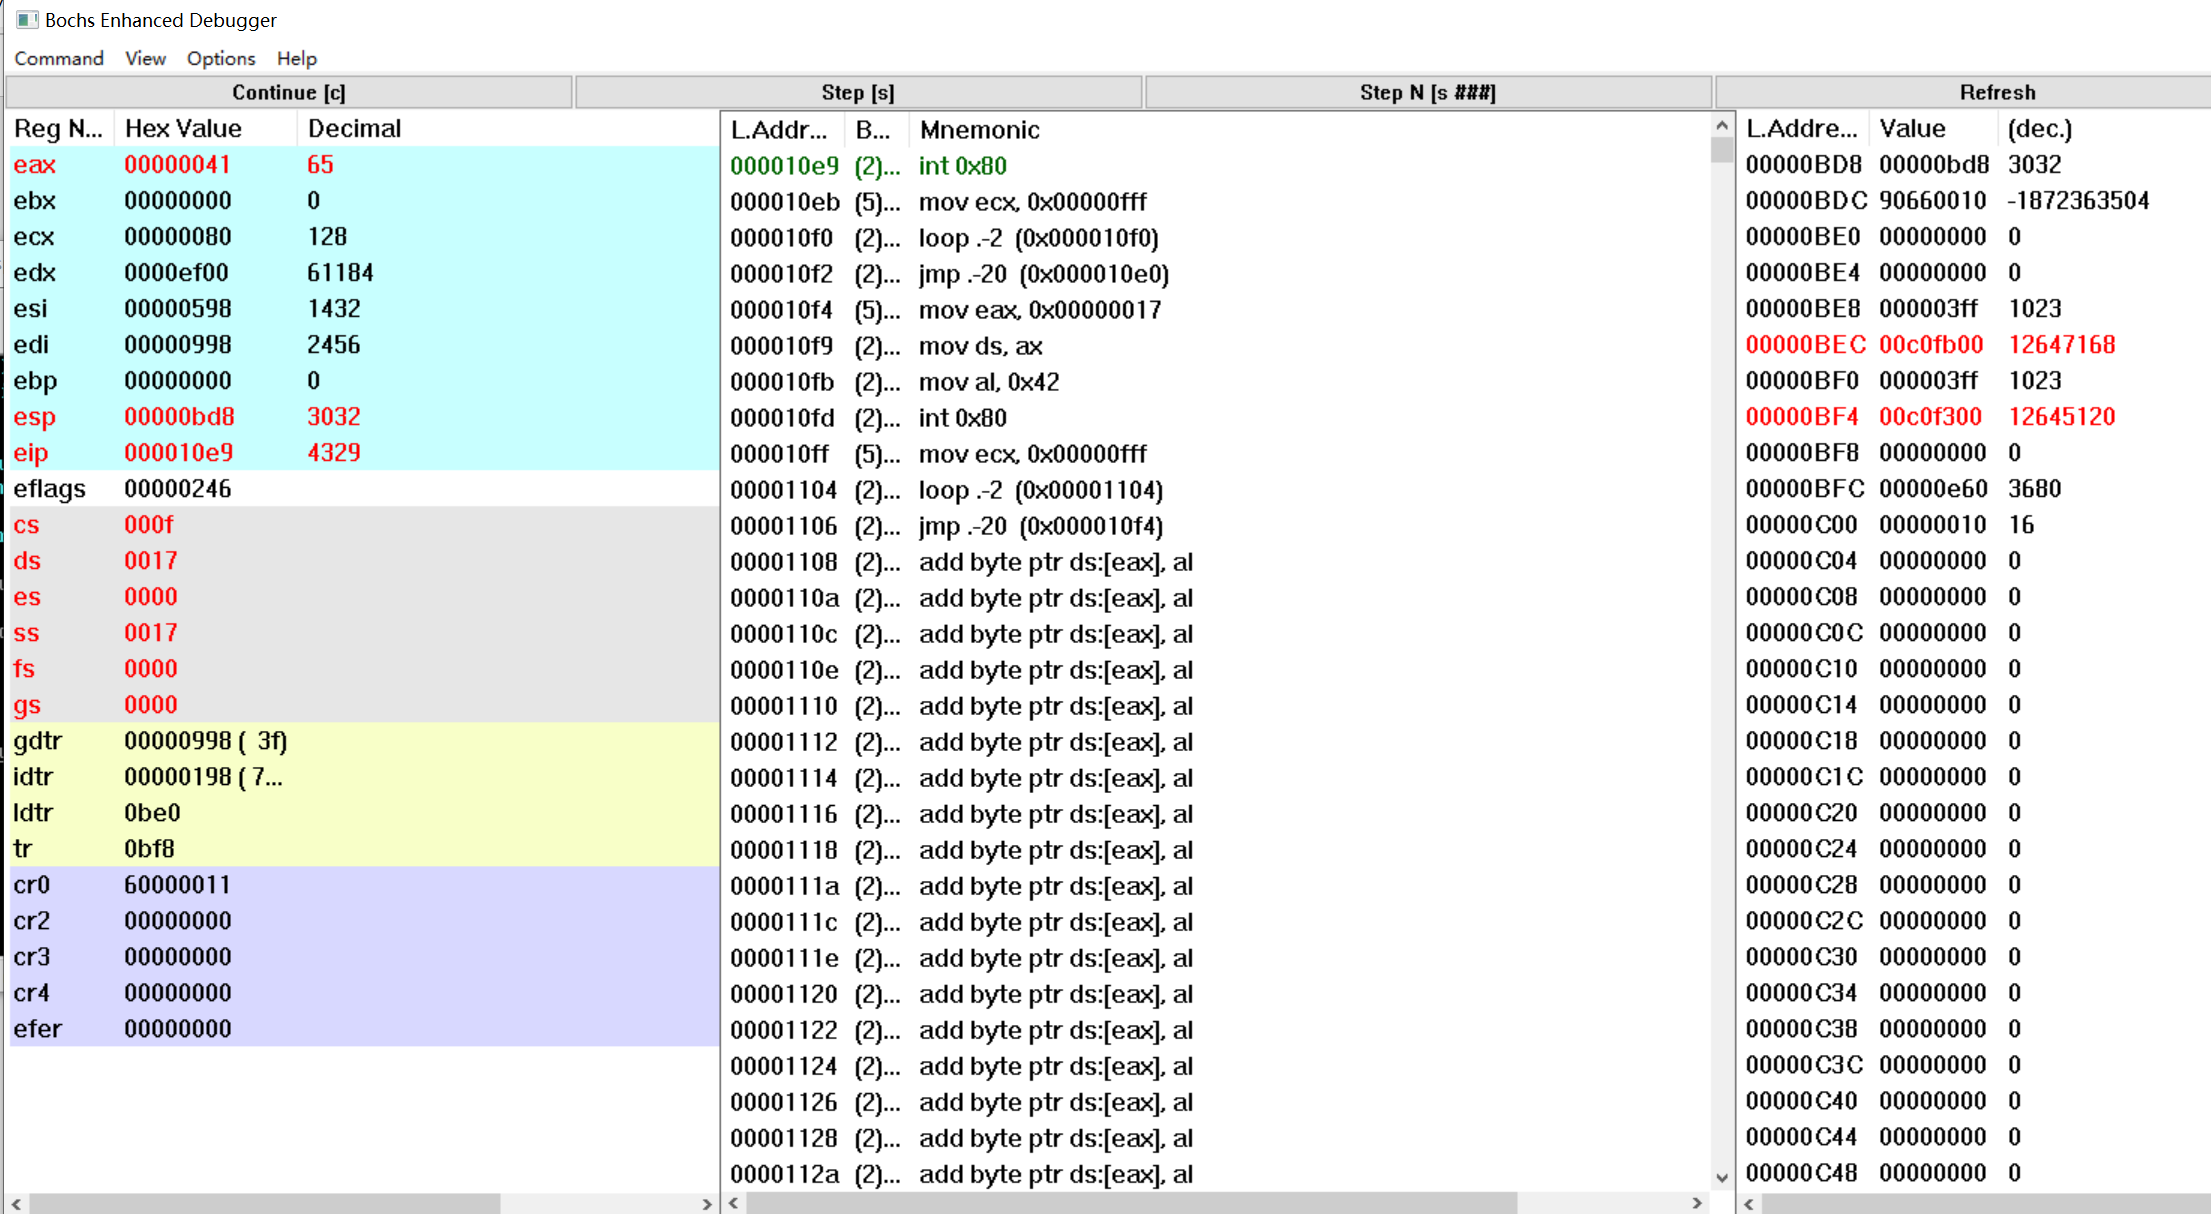 Bochs Enhanced Debugger
Command View Options Help
Continue [c] Step [s] Step N [s ###] Refresh
Reg N... Hex Value Decimal
eax 00000041 65
ebx 00000000 0
ecx 00000080 128
edx 0000ef00 61184
esi 00000598 1432
edi 00000998 2456
ebp 00000000 0
esp 00000bd8 3032
eip 000010e9 4329
eflags 00000246
cs 000f
ds 0017
es 0000
ss 0017
fs 0000
gs 0000
gdtr 00000998 ( 3f)
idtr 00000198 ( 7...
ldtr 0be0
tr 0bf8
cr0 60000011
cr2 00000000
cr3 00000000
cr4 00000000
efer 00000000
L.Addr... B... Mnemonic
000010e9 (2)... int 0x80
000010eb (5)... mov ecx, 0x00000fff
000010f0 (2)... loop .-2 (0x000010f0)
000010f2 (2)... jmp .-20 (0x000010e0)
000010f4 (5)... mov eax, 0x00000017
000010f9 (2)... mov ds, ax
000010fb (2)... mov al, 0x42
000010fd (2)... int 0x80
000010ff (5)... mov ecx, 0x00000fff
00001104 (2)... loop .-2 (0x00001104)
00001106 (2)... jmp .-20 (0x000010f4)
00001108 (2)... add byte ptr ds:[eax], al
0000110a (2)... add byte ptr ds:[eax], al
0000110c (2)... add byte ptr ds:[eax], al
0000110e (2)... add byte ptr ds:[eax], al
00001110 (2)... add byte ptr ds:[eax], al
00001112 (2)... add byte ptr ds:[eax], al
00001114 (2)... add byte ptr ds:[eax], al
00001116 (2)... add byte ptr ds:[eax], al
00001118 (2)... add byte ptr ds:[eax], al
0000111a (2)... add byte ptr ds:[eax], al
0000111c (2)... add byte ptr ds:[eax], al
0000111e (2)... add byte ptr ds:[eax], al
00001120 (2)... add byte ptr ds:[eax], al
00001122 (2)... add byte ptr ds:[eax], al
00001124 (2)... add byte ptr ds:[eax], al
00001126 (2)... add byte ptr ds:[eax], al
00001128 (2)... add byte ptr ds:[eax], al
0000112a (2)... add byte ptr ds:[eax], al
L.Addre... Value (dec.)
00000BD8 00000bd8 3032
00000BDC 90660010 -1872363504
00000BE0 00000000 0
00000BE4 00000000 0
00000BE8 000003ff 1023
00000BEC 00c0fb00 12647168
00000BF0 000003ff 1023
00000BF4 00c0f300 12645120
00000BF8 00000000 0
00000BFC 00000e60 3680
00000C00 00000010 16
00000C04 00000000 0
00000C08 00000000 0
00000C0C 00000000 0
00000C10 00000000 0
00000C14 00000000 0
00000C18 00000000 0
00000C1C 00000000 0
00000C20 00000000 0
00000C24 00000000 0
00000C28 00000000 0
00000C2C 00000000 0
00000C30 00000000 0
00000C34 00000000 0
00000C38 00000000 0
00000C3C 00000000 0
00000C40 00000000 0
00000C44 00000000 0
00000C48 00000000 0